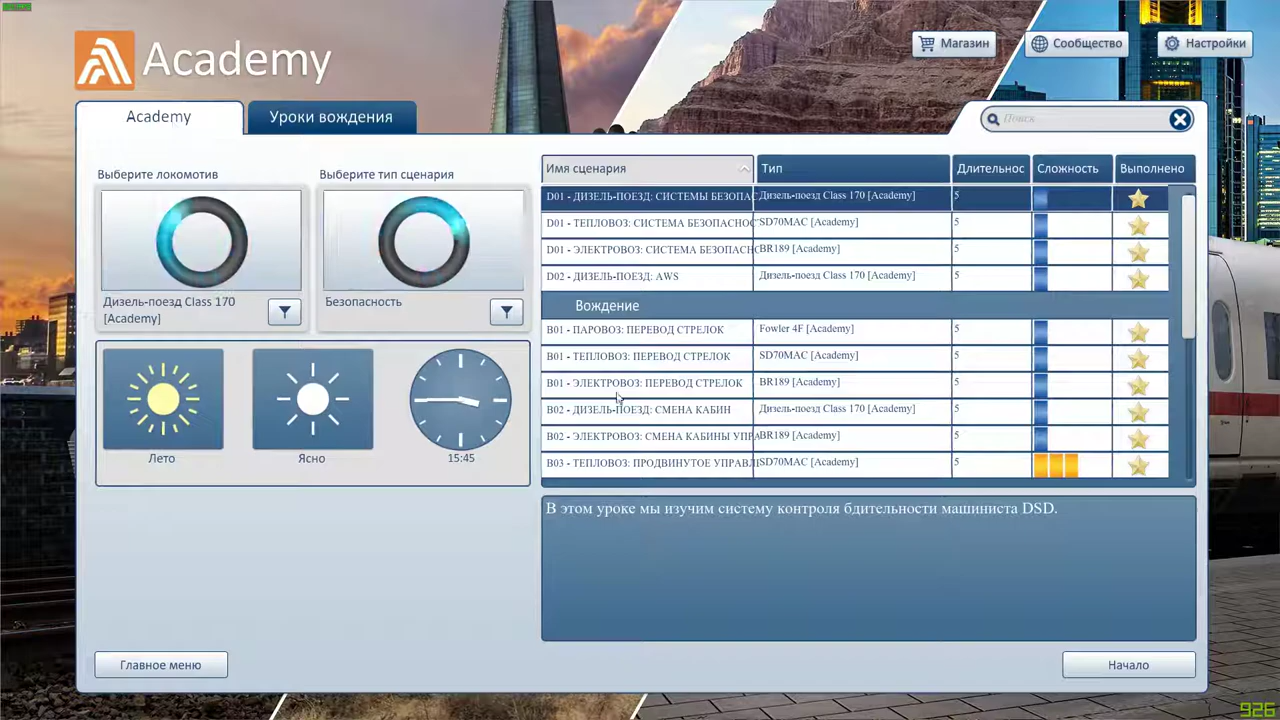 Academy
Магазин
Сообщество
Настройки
Academy
Уроки вождения
Поиск
Выберите локомотив
Выберите тип сценария
Дизель-поезд Class 170
[Academy]
Безопасность
Лето
Ясно
15:45
Имя сценария
Тип
Длительнос
Сложность
Выполнено
D01 - ДИЗЕЛЬ-ПОЕЗД: СИСТЕМЫ БЕЗОПАС
Дизель-поезд Class 170 [Academy]
5
D01 - ТЕПЛОВОЗ: СИСТЕМА БЕЗОПАСНОС
SD70MAC [Academy]
5
D01 - ЭЛЕКТРОВОЗ: СИСТЕМА БЕЗОПАСНО
BR189 [Academy]
5
D02 - ДИЗЕЛЬ-ПОЕЗД: AWS
Дизель-поезд Class 170 [Academy]
5
Вождение
B01 - ПАРОВОЗ: ПЕРЕВОД СТРЕЛОК
Fowler 4F [Academy]
5
B01 - ТЕПЛОВОЗ: ПЕРЕВОД СТРЕЛОК
SD70MAC [Academy]
5
B01 - ЭЛЕКТРОВОЗ: ПЕРЕВОД СТРЕЛОК
BR189 [Academy]
5
B02 - ДИЗЕЛЬ-ПОЕЗД: СМЕНА КАБИН
Дизель-поезд Class 170 [Academy]
5
B02 - ЭЛЕКТРОВОЗ: СМЕНА КАБИНЫ УПРА
BR189 [Academy]
5
B03 - ТЕПЛОВОЗ: ПРОДВИНУТОЕ УПРАВЛ
SD70MAC [Academy]
5
В этом уроке мы изучим систему контроля бдительности машиниста DSD.
Главное меню
Начало
926